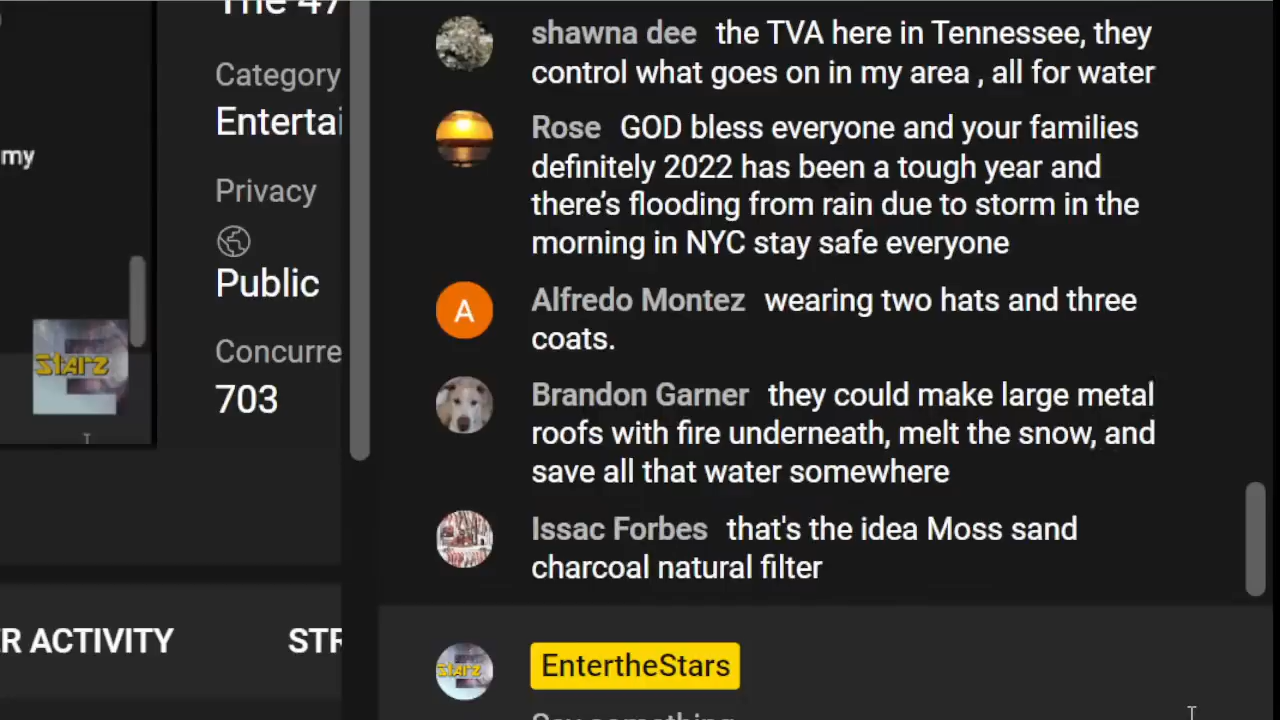 The 47
Category
Entertai
my
Privacy
Public
Starz
Concurre
703
R ACTIVITY
STR
shawna dee the TVA here in Tennessee, they
control what goes on in my area , all for water
Rose GOD bless everyone and your families
definitely 2022 has been a tough year and
there's flooding from rain due to storm in the
morning in NYC stay safe everyone
A
Alfredo Montez wearing two hats and three
coats.
Brandon Garner they could make large metal
roofs with fire underneath, melt the snow, and
save all that water somewhere
Issac Forbes that's the idea Moss sand
charcoal natural filter
Starz
EntertheStars
Say something